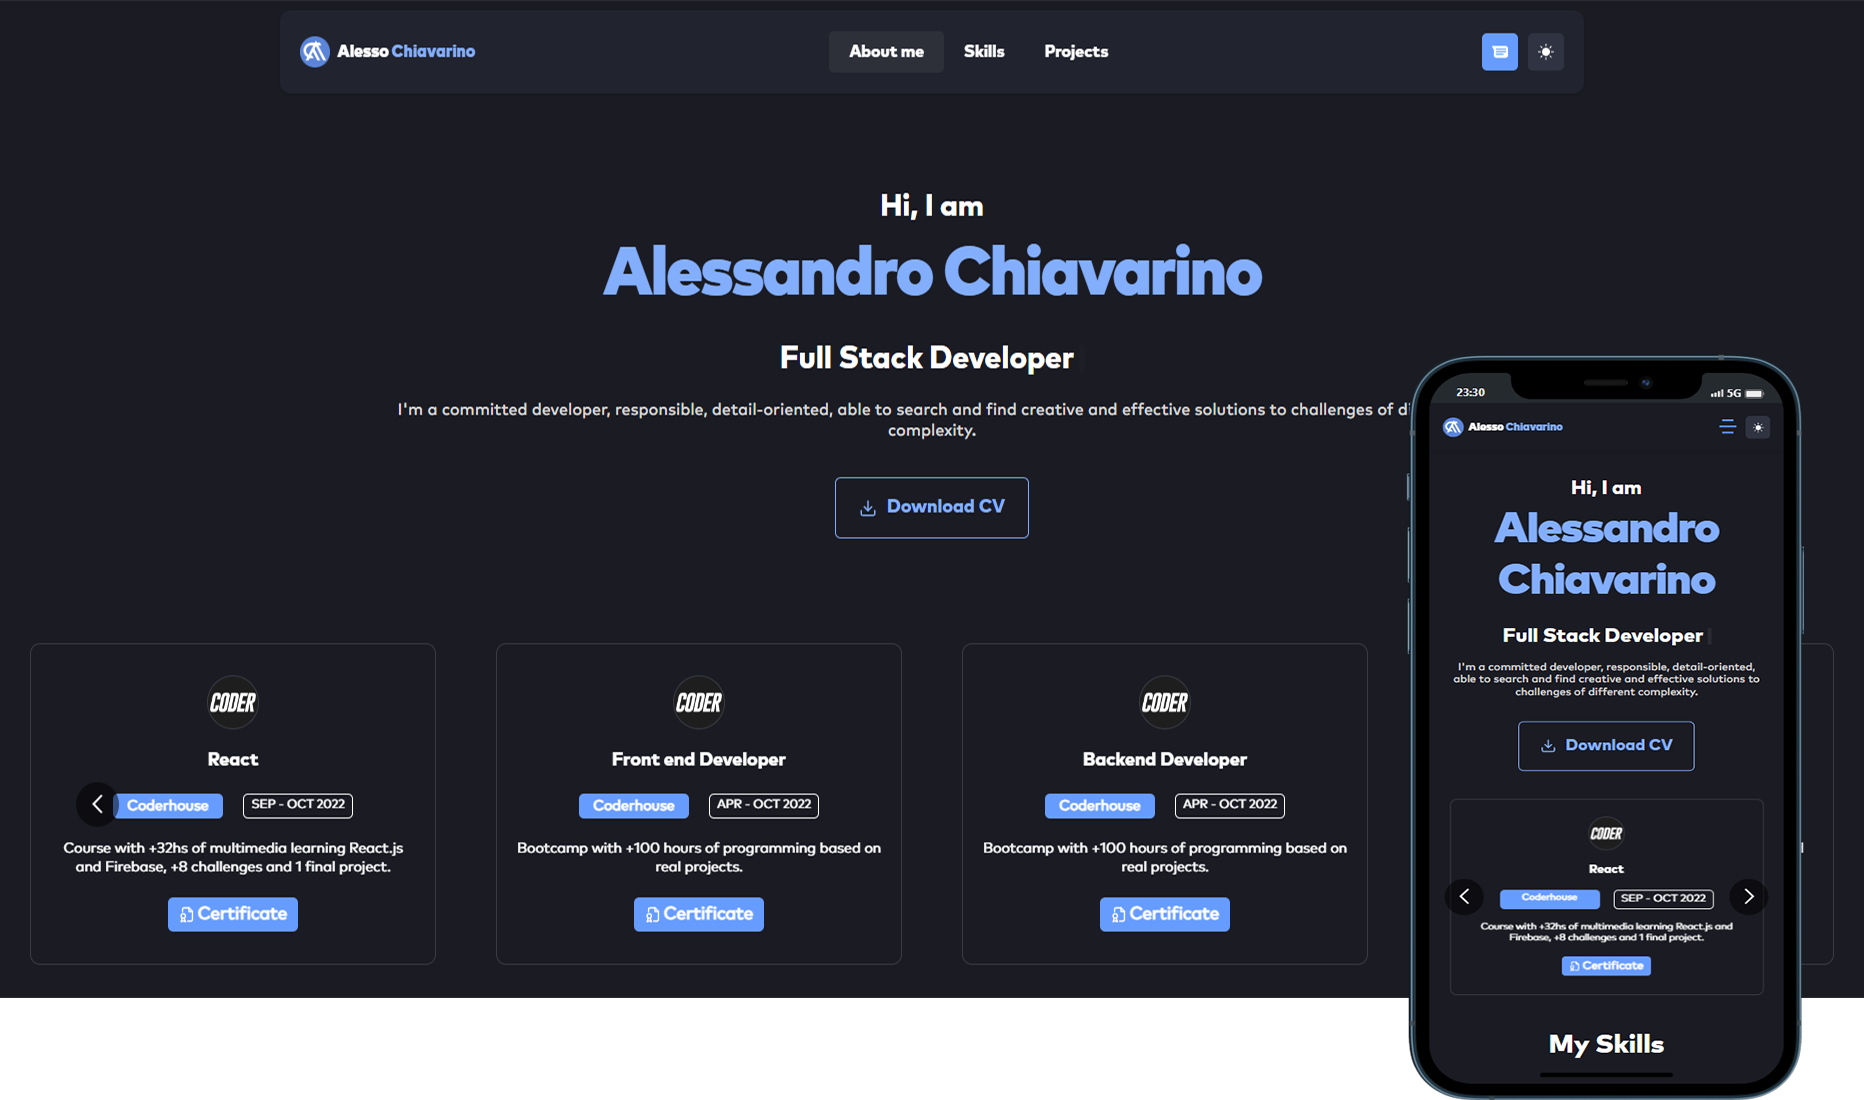 Alesso Chiavarino
About me Skills Projects
Hi, I am
Alessandro Chiavarino
Full Stack Developer
I'm a committed developer, responsible, detail-oriented, able to search and find creative and effective solutions to challenges of
complexity.
Download CV
CODER
React
Coderhouse SEP - OCT 2022
Course with +32hs of multimedia learning React.js
and Firebase, +8 challenges and 1 final project.
Certificate
CODER
Front end Developer
Coderhouse APR - OCT 2022
Bootcamp with +100 hours of programming based on
real projects.
Certificate
CODER
Backend Developer
Coderhouse APR - OCT 2022
Bootcamp with +100 hours of programming based on
real projects.
Certificate
23:30 5G
Alesso Chiavarino
Hi, I am
Alessandro
Chiavarino
Full Stack Developer
I'm a committed developer, responsible, detail-oriented,
able to search and find creative and effective solutions to
challenges of different complexity.
Download CV
CODER
React
Coderhouse SEP - OCT 2022
Course with +32hs of multimedia learning React.js and
Firebase, +8 challenges and 1 final project.
Certificate
My Skills